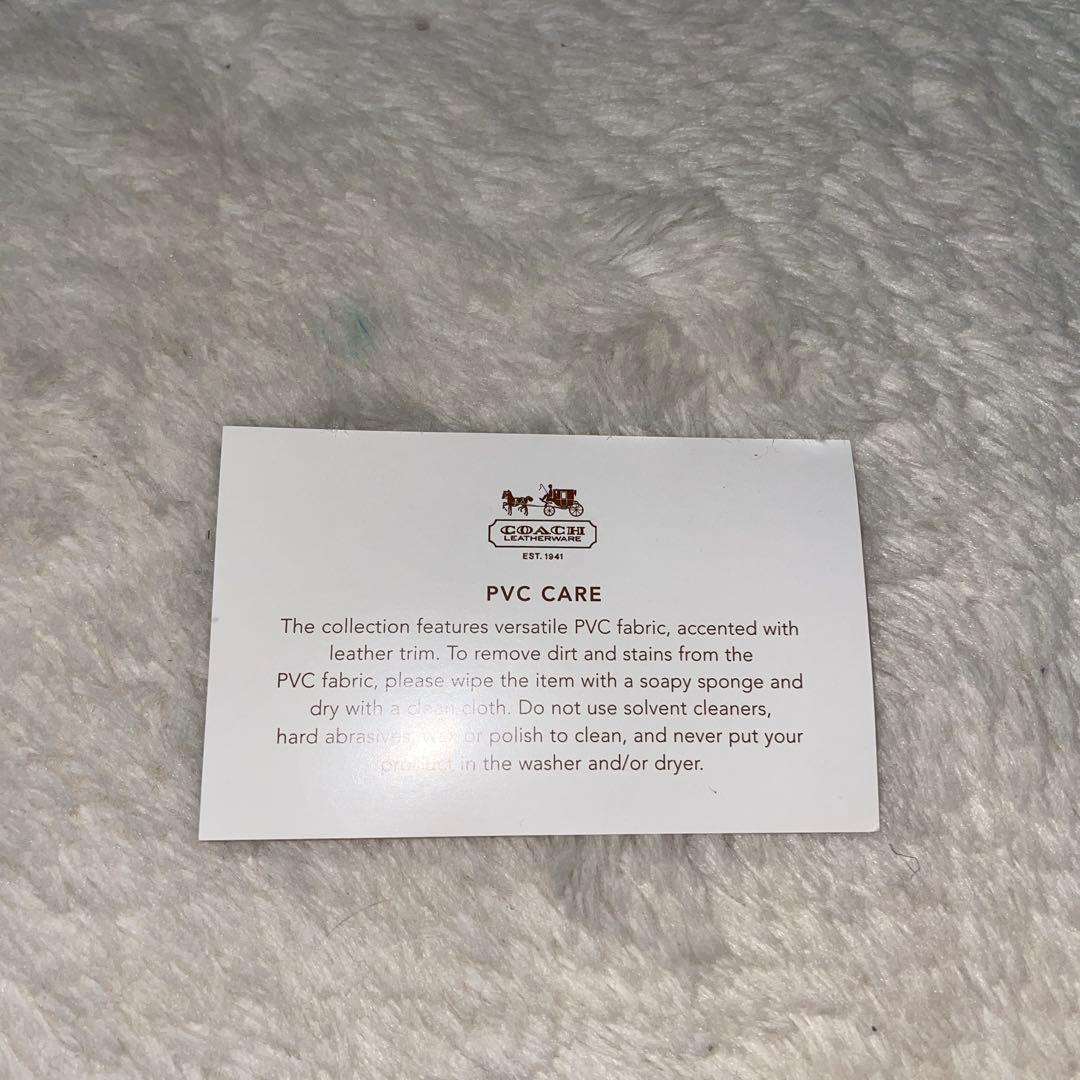 COACH
LEATHERWARE
EST. 1941
PVC CARE
The collection features versatile PVC fabric, accented with
leather trim. To remove dirt and stains from the
PVC fabric, please wipe the item with a soapy sponge and
dry with a clean cloth. Do not use solvent cleaners,
hard abrasives, wax or polish to clean, and never put your
product in the washer and/or dryer.